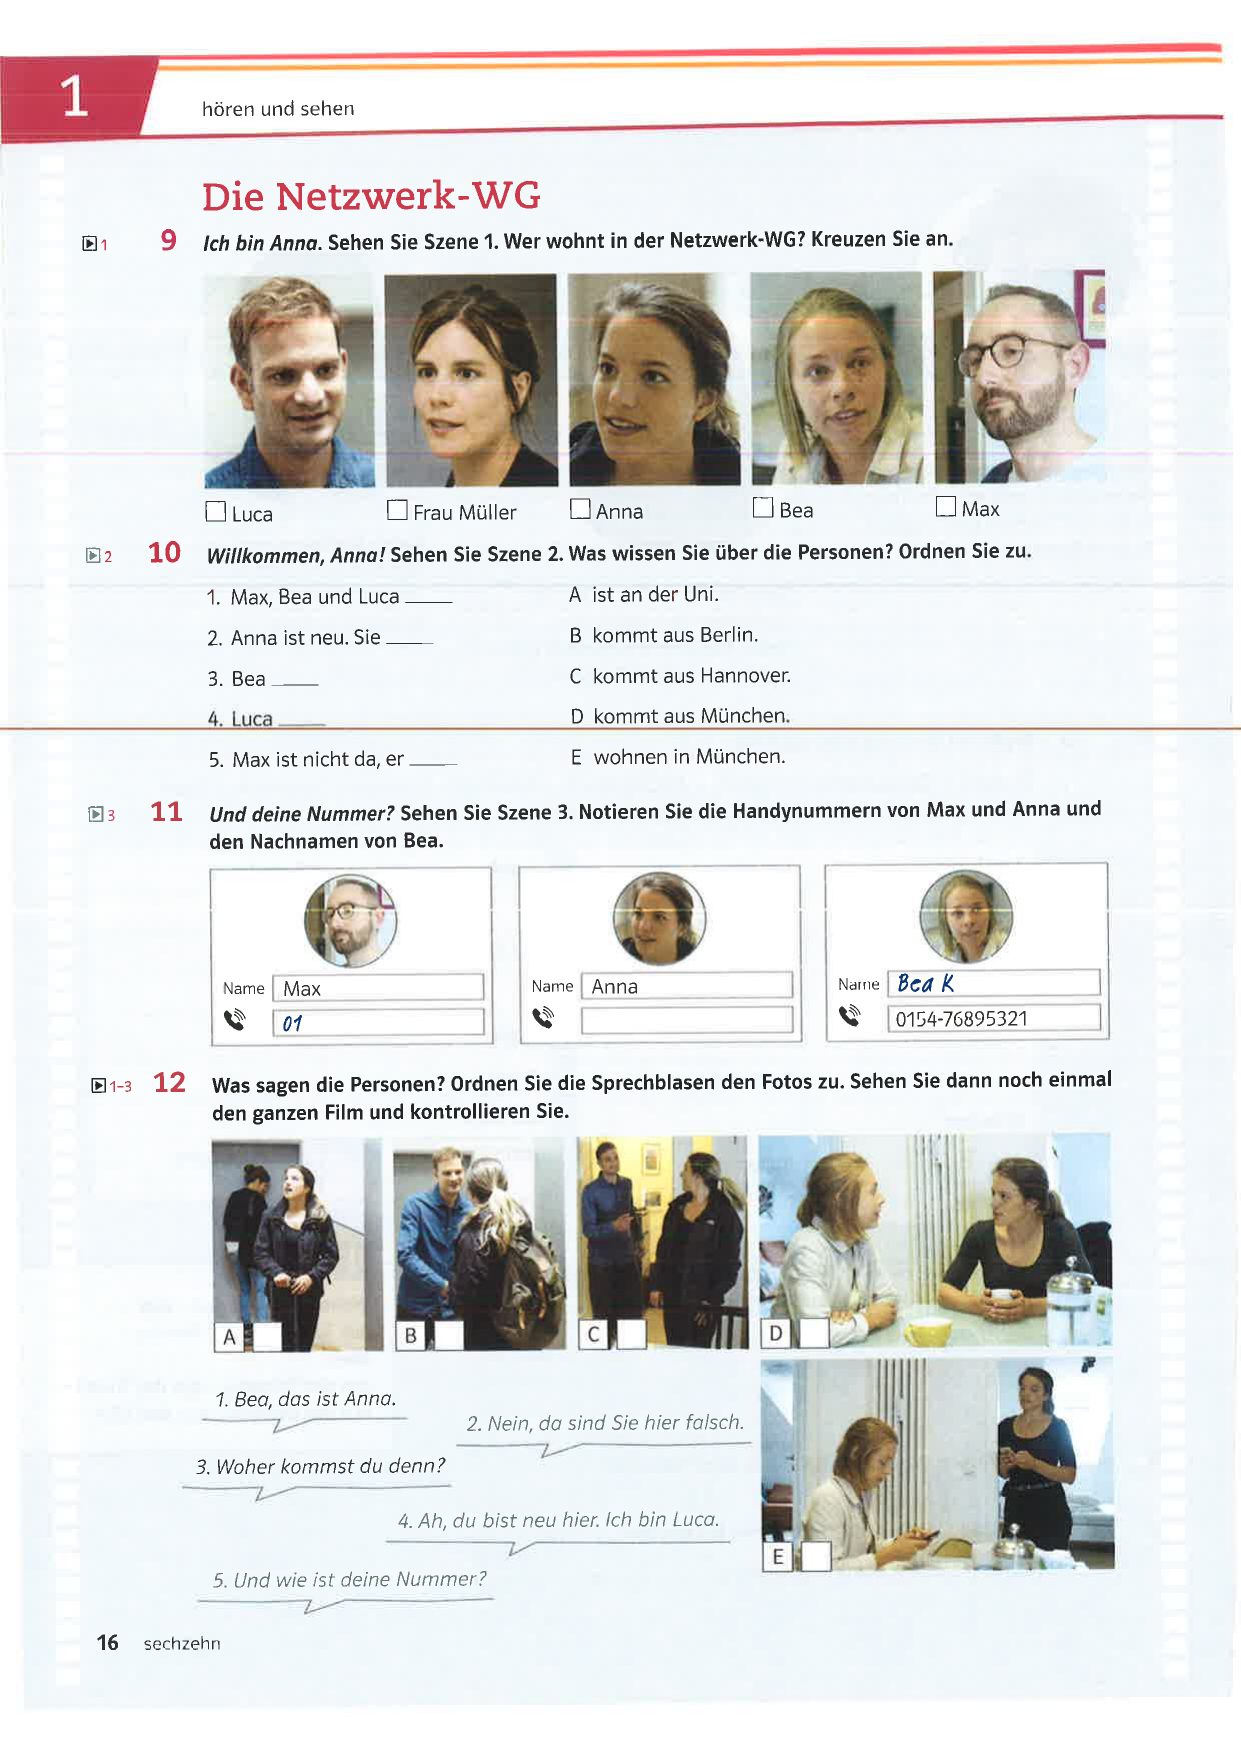 1
hören und sehen
Die Netzwerk-WG
1 9 Ich bin Anna. Sehen Sie Szene 1. Wer wohnt in der Netzwerk-WG? Kreuzen Sie an.
Luca
Frau Müller
Anna
Bea
Max
2 10 Willkommen, Anna! Sehen Sie Szene 2. Was wissen Sie über die Personen? Ordnen Sie zu.
1. Max, Bea und Luca ____ A ist an der Uni.
2. Anna ist neu. Sie ____ B kommt aus Berlin.
3. Bea ____ C kommt aus Hannover.
4. Luca ____ D kommt aus München.
5. Max ist nicht da, er ____ E wohnen in München.
3 11 Und deine Nummer? Sehen Sie Szene 3. Notieren Sie die Handynummern von Max und Anna und
den Nachnamen von Bea.
Name Max
01
Name Anna
Name Bea K
0154-76895321
1–3 12 Was sagen die Personen? Ordnen Sie die Sprechblasen den Fotos zu. Sehen Sie dann noch einmal
den ganzen Film und kontrollieren Sie.
A
B
C
D
1. Bea, das ist Anna.
2. Nein, da sind Sie hier falsch.
3. Woher kommst du denn?
4. Ah, du bist neu hier. Ich bin Luca.
E
5. Und wie ist deine Nummer?
16 sechzehn